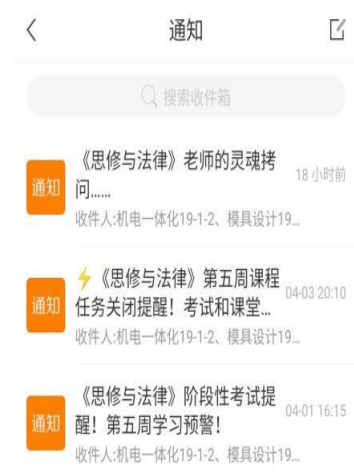 通知
搜索收件箱
《思修与法律》老师的灵魂拷
18 小时前
通知
问......
收件人:机电一体化19-1-2、模具设计19...
⚡《思修与法律》第五周课程
04-03 20:10
通知
任务关闭提醒！考试和课堂...
收件人:机电一体化19-1-2、模具设计19...
《思修与法律》阶段性考试提
04-01 16:15
通知
醒！第五周学习预警！
收件人:机电一体化19-1-2、模具设计19...